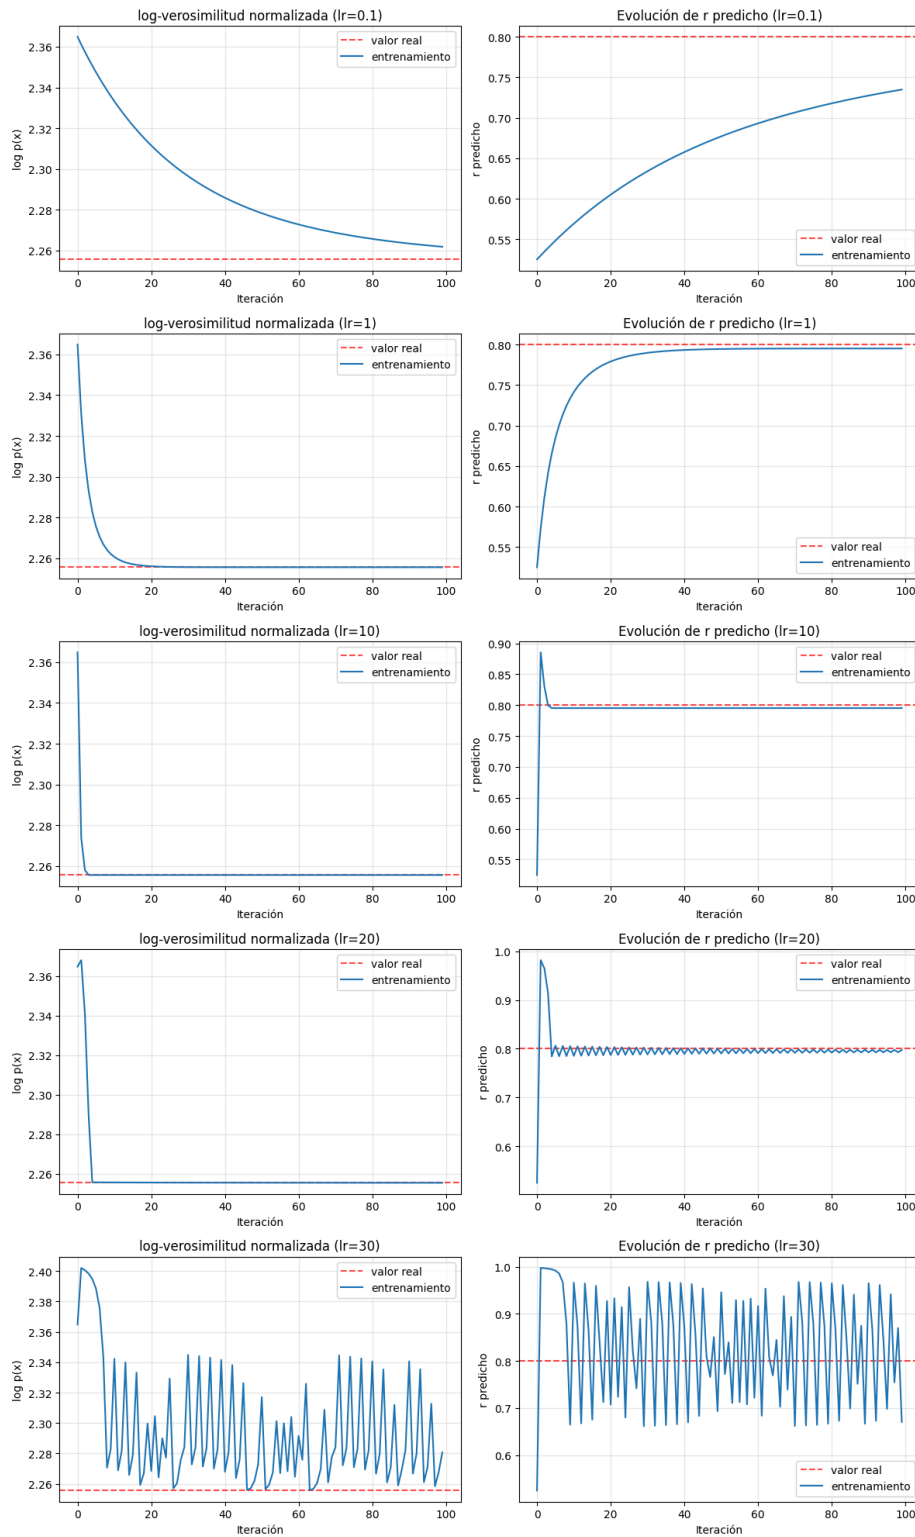 log-verosimilitud normalizada (lr=0.1)
log p(x)
2.36
2.34
2.32
2.30
2.28
2.26
0 20 40 60 80 100
Iteración
valor real
entrenamiento
Evolución de r predicho (lr=0.1)
r predicho
0.80
0.75
0.70
0.65
0.60
0.55
0 20 40 60 80 100
Iteración
valor real
entrenamiento
log-verosimilitud normalizada (lr=1)
log p(x)
2.36
2.34
2.32
2.30
2.28
2.26
0 20 40 60 80 100
Iteración
valor real
entrenamiento
Evolución de r predicho (lr=1)
r predicho
0.80
0.75
0.70
0.65
0.60
0.55
0 20 40 60 80 100
Iteración
valor real
entrenamiento
log-verosimilitud normalizada (lr=10)
log p(x)
2.36
2.34
2.32
2.30
2.28
2.26
0 20 40 60 80 100
Iteración
valor real
entrenamiento
Evolución de r predicho (lr=10)
r predicho
0.90
0.85
0.80
0.75
0.70
0.65
0.60
0.55
0 20 40 60 80 100
Iteración
valor real
entrenamiento
log-verosimilitud normalizada (lr=20)
log p(x)
2.36
2.34
2.32
2.30
2.28
2.26
0 20 40 60 80 100
Iteración
valor real
entrenamiento
Evolución de r predicho (lr=20)
r predicho
1.0
0.9
0.8
0.7
0.6
0 20 40 60 80 100
Iteración
valor real
entrenamiento
log-verosimilitud normalizada (lr=30)
log p(x)
2.40
2.38
2.36
2.34
2.32
2.30
2.28
2.26
0 20 40 60 80 100
Iteración
valor real
entrenamiento
Evolución de r predicho (lr=30)
r predicho
1.0
0.9
0.8
0.7
0.6
0 20 40 60 80 100
Iteración
valor real
entrenamiento